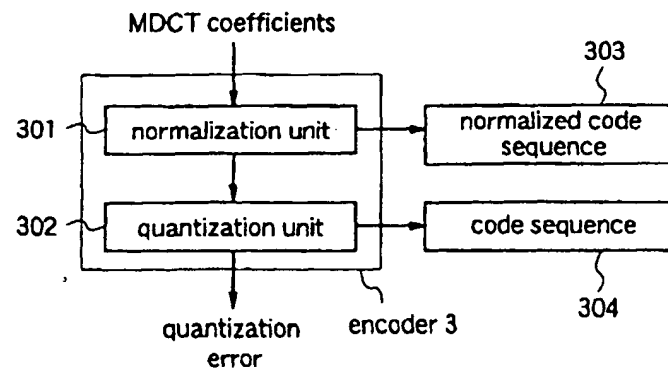 MDCT coefficients
303
301
normalization unit
normalized code
sequence
302
quantization unit
code sequence
304
encoder 3
quantization
error